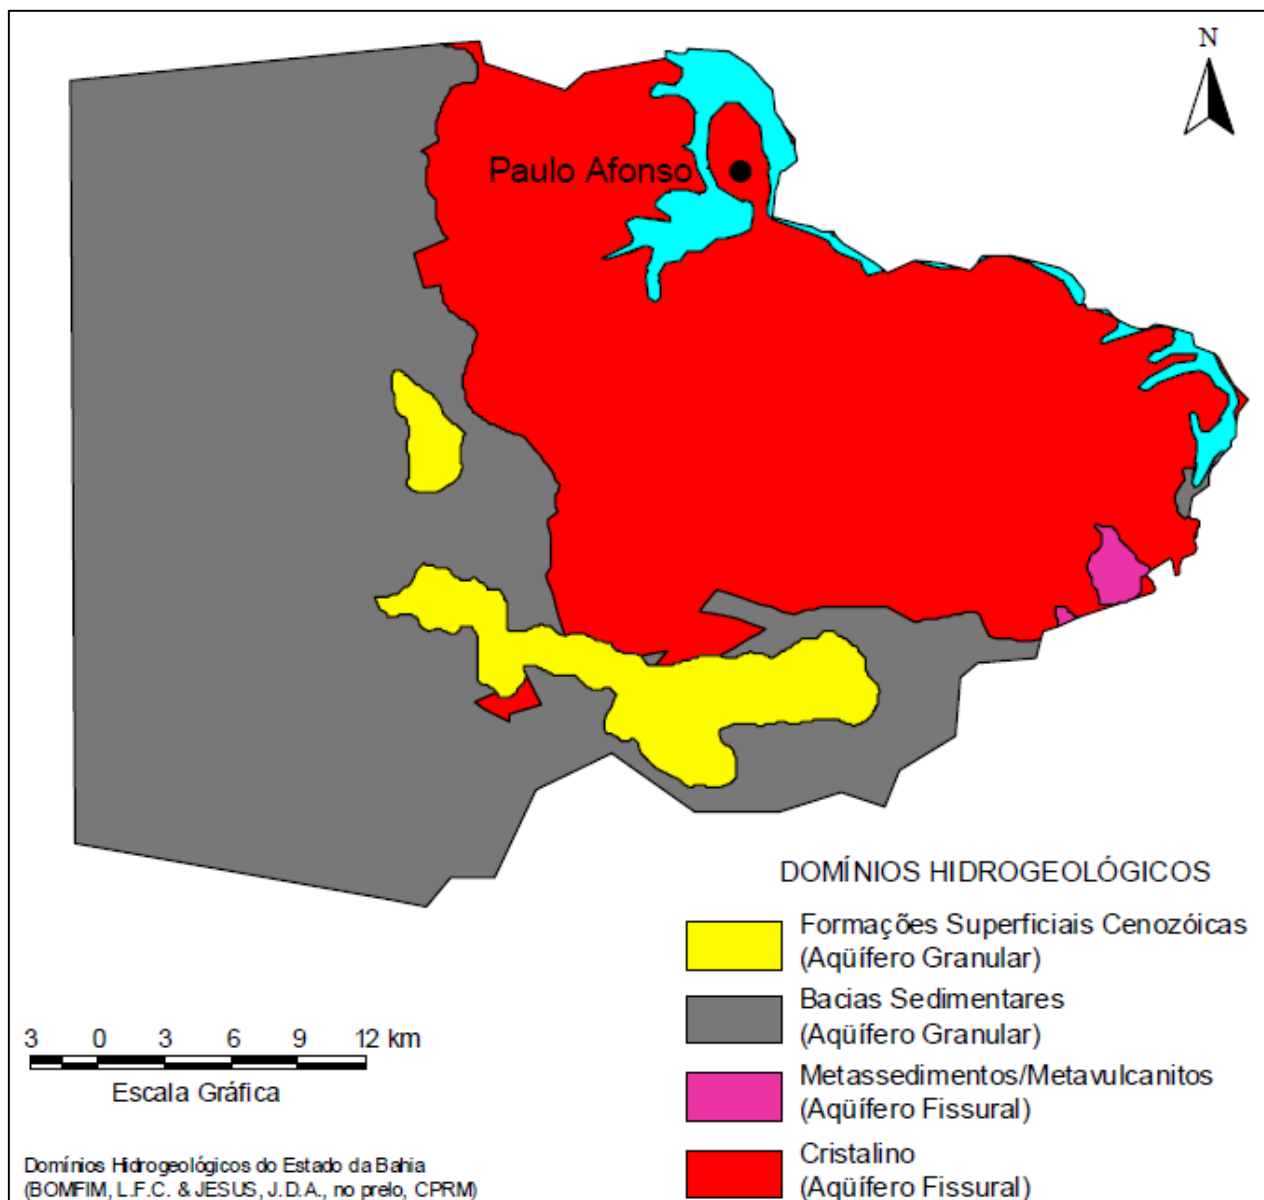 N
Paulo Afonso
DOMÍNIOS HIDROGEOLÓGICOS
Formações Superficiais Cenozóicas
(Aqüífero Granular)
Bacias Sedimentares
(Aqüífero Granular)
Metassedimentos/Metavulcanitos
(Aqüífero Fissural)
Cristalino
(Aqüífero Fissural)
3 0 3 6 9 12 km
Escala Gráfica
Domínios Hidrogeológicos do Estado da Bahia
(BOMFIM, L.F.C. & JESUS, J.D.A., no prelo, CPRM)